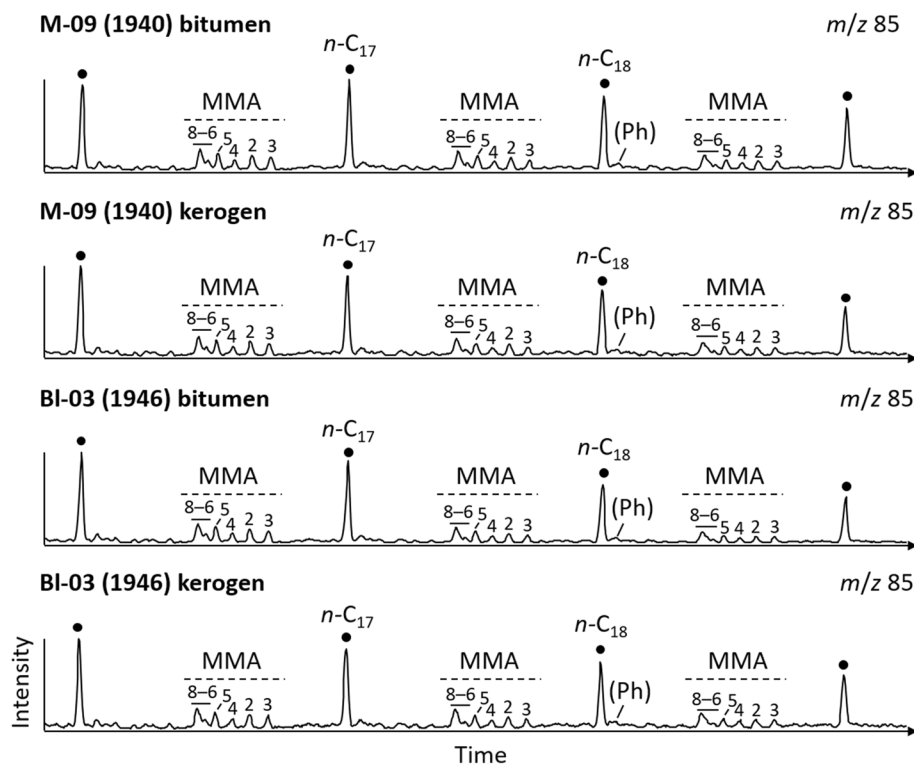 M-09 (1940) bitumen m/z 85
n-C17 n-C18
MMA MMA (Ph) MMA
8–6 5 4 2 3 8–6 5 4 2 3 8–6 5 4 2 3
M-09 (1940) kerogen m/z 85
n-C17 n-C18
MMA MMA (Ph) MMA
8–6 5 4 2 3 8–6 5 4 2 3 8–6 5 4 2 3
Bl-03 (1946) bitumen m/z 85
n-C17 n-C18
MMA MMA (Ph) MMA
8–6 5 4 2 3 8–6 5 4 2 3 8–6 5 4 2 3
Bl-03 (1946) kerogen m/z 85
n-C17 n-C18
MMA MMA (Ph) MMA
8–6 5 4 2 3 8–6 5 4 2 3 8–6 5 4 2 3
Intensity
Time